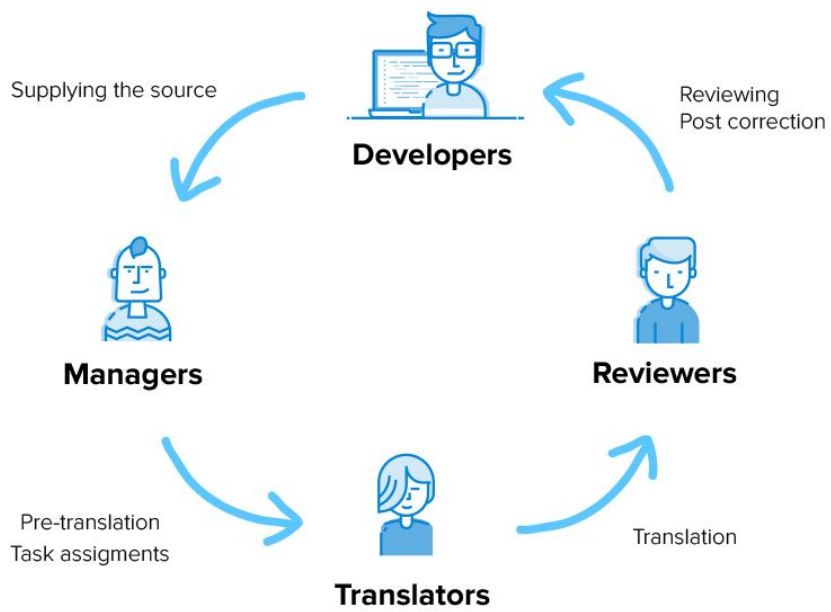 Supplying the source
Developers
Reviewing
Post correction
Managers
Reviewers
Pre-translation
Task assigments
Translation
Translators